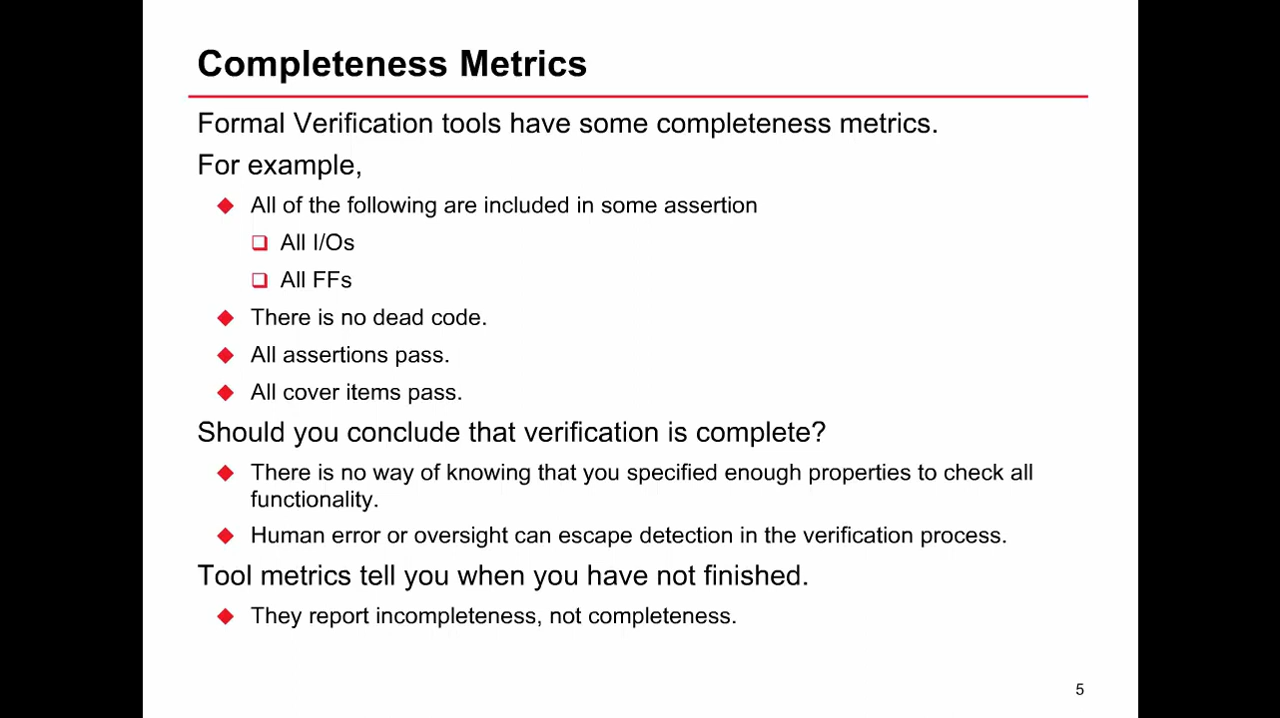 Completeness Metrics
Formal Verification tools have some completeness metrics.
For example,
All of the following are included in some assertion
All I/Os
All FFs
There is no dead code.
All assertions pass.
All cover items pass.
Should you conclude that verification is complete?
There is no way of knowing that you specified enough properties to check all
functionality.
Human error or oversight can escape detection in the verification process.
Tool metrics tell you when you have not finished.
They report incompleteness, not completeness.
5